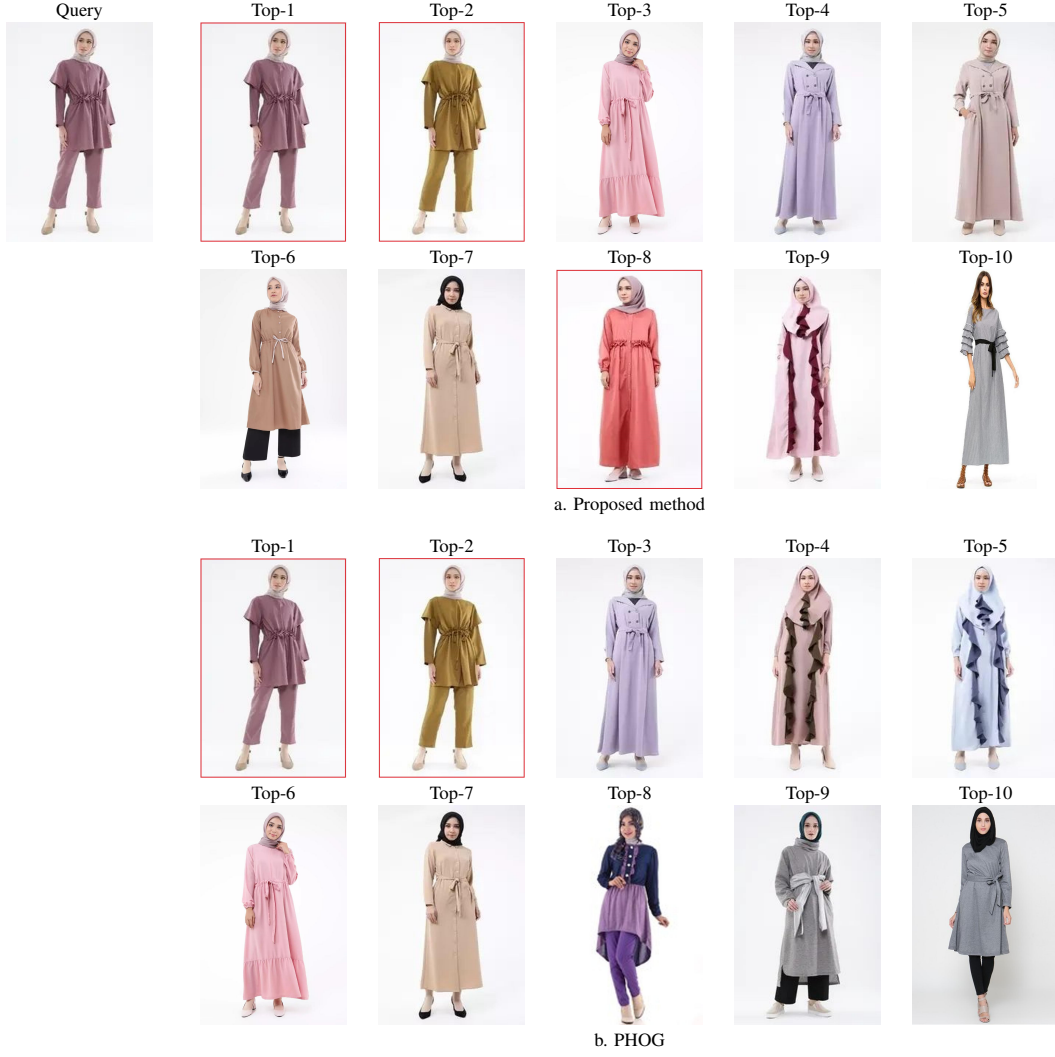 Query Top-1 Top-2 Top-3 Top-4 Top-5
Top-6 Top-7 Top-8 Top-9 Top-10
a. Proposed method
Top-1 Top-2 Top-3 Top-4 Top-5
Top-6 Top-7 Top-8 Top-9 Top-10
b. PHOG